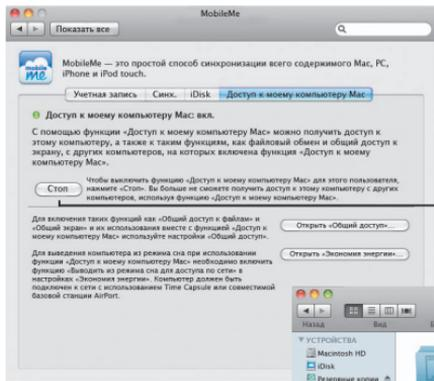 MobileMe
Показать все
mobile me
MobileMe — это простой способ синхронизации всего содержимого Mac, PC,
iPhone и iPod touch.
Учетная запись Синх. iDisk Доступ к моему компьютеру Mac
Доступ к моему компьютеру Mac: вкл.
С помощью функции «Доступ к моему компьютеру Mac» можно получить доступ к
этому компьютеру, а также к таким функциям, как файловый обмен и общий доступ к
экрану, с других компьютеров, на которых включена функция «Доступ к моему
компьютеру Mac».
Стоп
Чтобы выключить функцию «Доступ к моему компьютеру Mac» для этого пользователя,
нажмите «Стоп». Вы больше не сможете получить доступ к этому компьютеру с других
компьютеров, используя функцию «Доступ к моему компьютеру Mac».
Для включения таких функций как «Общий доступ к файлам» и
«Общий экран» и их использования вместе с функцией «Доступ к
моему компьютеру Mac» используйте настройки «Общий доступ».
Открыть «Общий доступ»...
Для выведения компьютера из режима сна при использовании
функции «Доступ к моему компьютеру Mac» необходимо включить
функцию «Выводить из режима сна для доступа по сети» в
настройках «Экономия энергии». Компьютер должен быть
подключен к сети с использованием Time Capsule или совместимой
базовой станции AirPort.
Открыть «Экономия энергии»...
Назад Вид
УСТРОЙСТВА
Macintosh HD
iDisk
Резервные копии